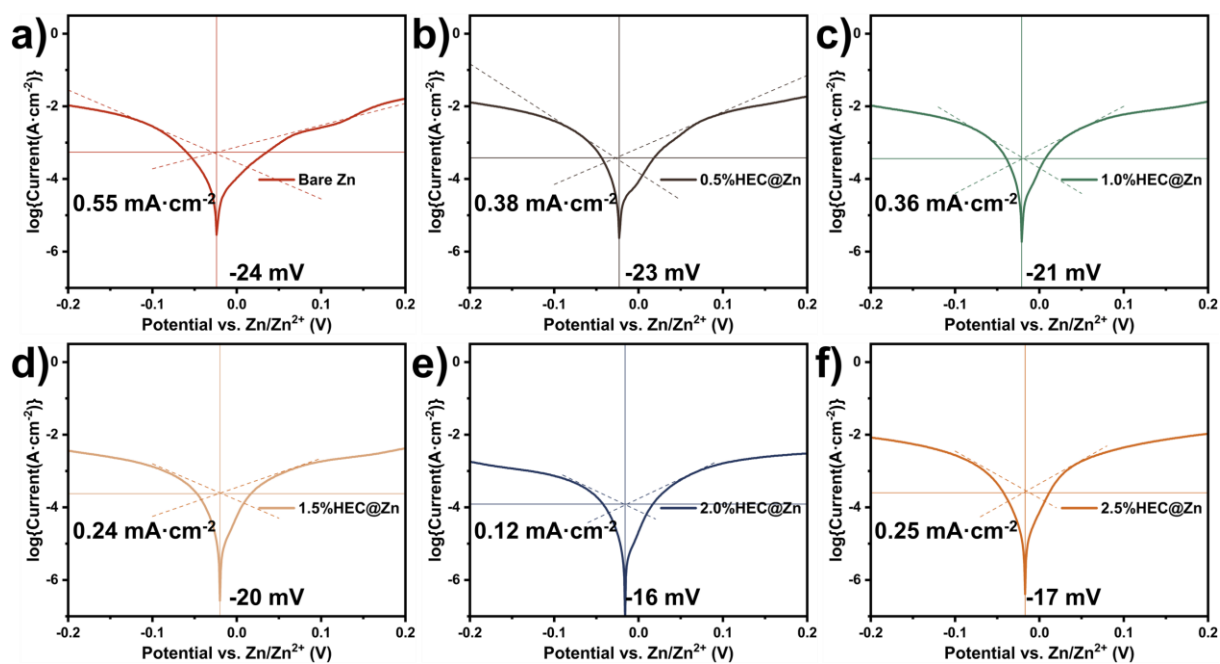 a)
log{Current(A·cm⁻²)}
0
-2
-4
-6
Bare Zn
0.55 mA·cm⁻²
-24 mV
-0.2 -0.1 0.0 0.1 0.2
Potential vs. Zn/Zn²⁺ (V)
b)
log{Current(A·cm⁻²)}
0
-2
-4
-6
0.5%HEC@Zn
0.38 mA·cm⁻²
-23 mV
-0.2 -0.1 0.0 0.1 0.2
Potential vs. Zn/Zn²⁺ (V)
c)
log{Current(A·cm⁻²)}
0
-2
-4
-6
1.0%HEC@Zn
0.36 mA·cm⁻²
-21 mV
-0.2 -0.1 0.0 0.1 0.2
Potential vs. Zn/Zn²⁺ (V)
d)
log{Current(A·cm⁻²)}
0
-2
-4
-6
1.5%HEC@Zn
0.24 mA·cm⁻²
-20 mV
-0.2 -0.1 0.0 0.1 0.2
Potential vs. Zn/Zn²⁺ (V)
e)
log{Current(A·cm⁻²)}
0
-2
-4
-6
2.0%HEC@Zn
0.12 mA·cm⁻²
-16 mV
-0.2 -0.1 0.0 0.1 0.2
Potential vs. Zn/Zn²⁺ (V)
f)
log{Current(A·cm⁻²)}
0
-2
-4
-6
2.5%HEC@Zn
0.25 mA·cm⁻²
-17 mV
-0.2 -0.1 0.0 0.1 0.2
Potential vs. Zn/Zn²⁺ (V)